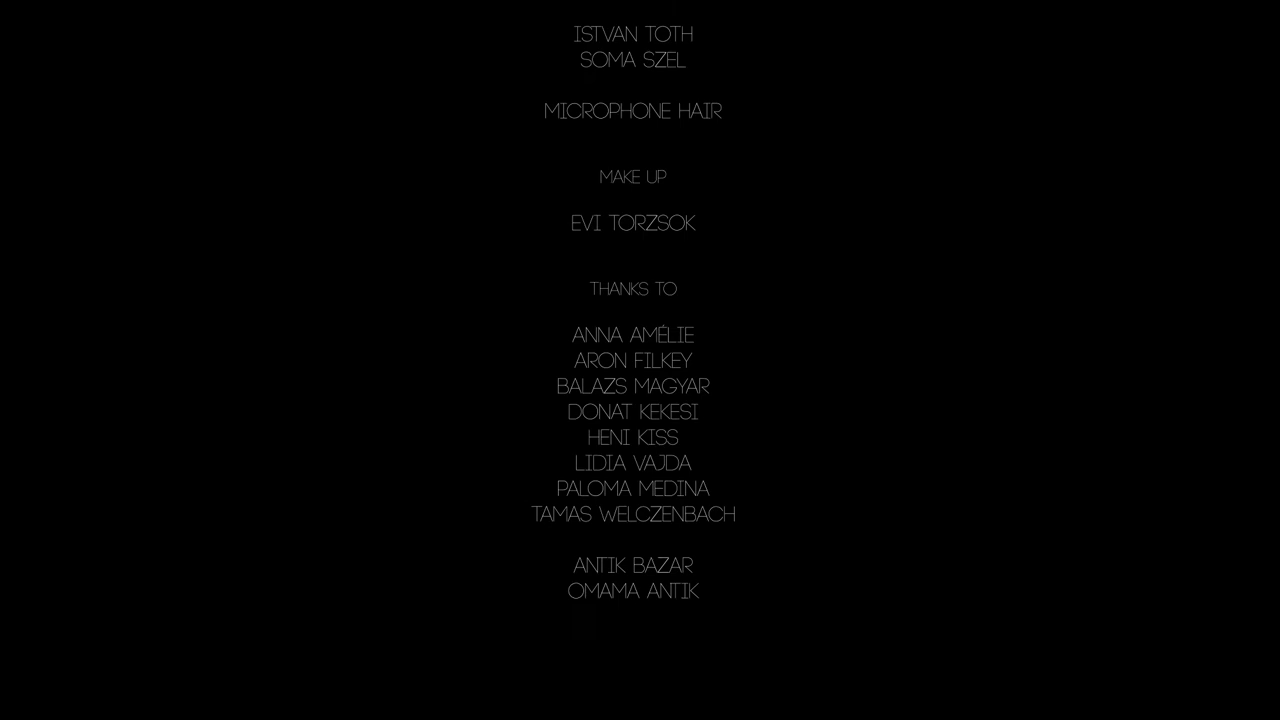 ISTVAN TOTH
SOMA SZEL
MICROPHONE HAIR
MAKE UP
EVI TORZSOK
THANKS TO
ANNA AMÉLIE
ARON FILKEY
BALAZS MAGYAR
DONAT KEKESI
HENI KISS
LIDIA VAJDA
PALOMA MEDINA
TAMAS WELCZENBACH
ANTIK BAZAR
OMAMA ANTIK